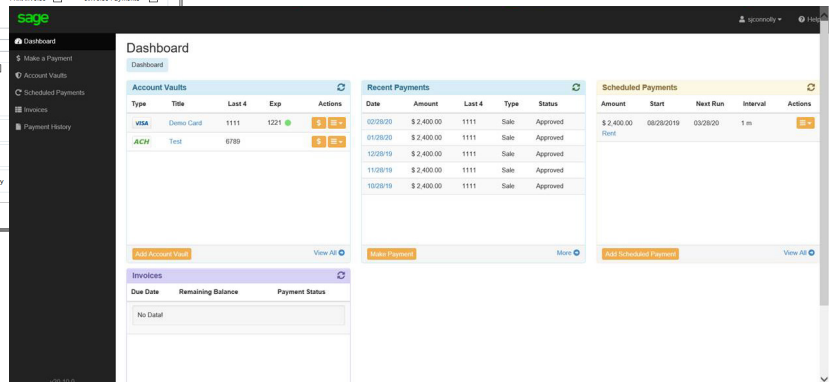 sage
sjconnolly
Help
Dashboard
$ Make a Payment
Account Vaults
Scheduled Payments
Invoices
Payment History
Dashboard
Dashboard
Account Vaults
Type Title Last 4 Exp Actions
VISA Demo Card 1111 1221 $
ACH Test 6789 $
Add Account Vault View All
Recent Payments
Date Amount Last 4 Type Status
02/28/20 $ 2,400.00 1111 Sale Approved
01/28/20 $ 2,400.00 1111 Sale Approved
12/28/19 $ 2,400.00 1111 Sale Approved
11/28/19 $ 2,400.00 1111 Sale Approved
10/28/19 $ 2,400.00 1111 Sale Approved
Make Payment More
Scheduled Payments
Amount Start Next Run Interval Actions
$ 2,400.00 08/28/2019 03/28/20 1 m
Rent
Add Scheduled Payment View All
Invoices
Due Date Remaining Balance Payment Status
No Data!